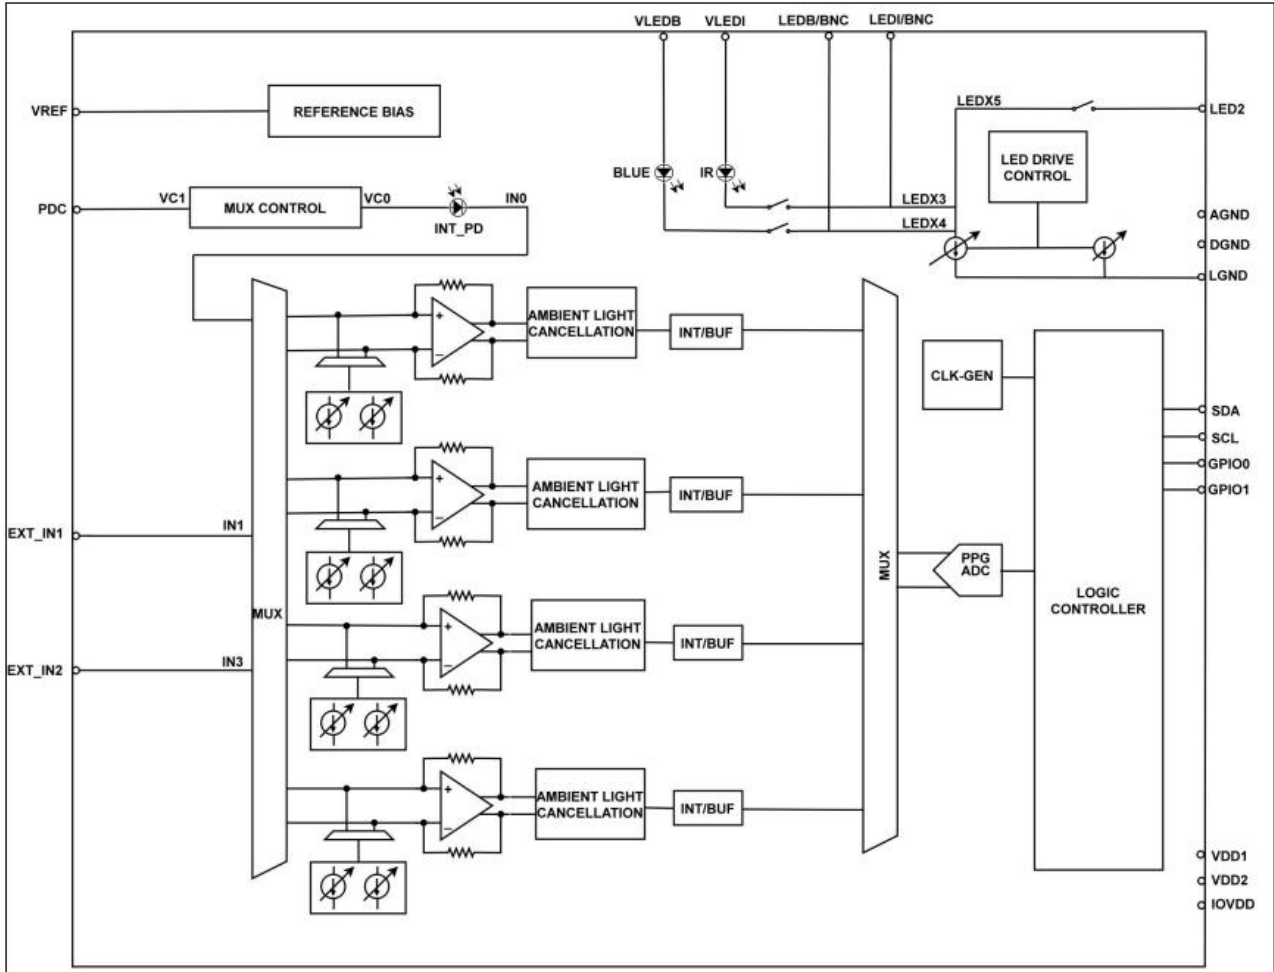 VLEDB VLEDI LEDB/BNC LEDI/BNC
VREF
REFERENCE BIAS
LEDX5
LED2
LED DRIVE
CONTROL
BLUE
IR
PDC
VC1
MUX CONTROL
VC0
INT_PD
IN0
LEDX3
LEDX4
AGND
DGND
LGND
+
−
AMBIENT LIGHT
CANCELLATION
INT/BUF
CLK-GEN
SDA
SCL
GPIO0
GPIO1
+
−
AMBIENT LIGHT
CANCELLATION
INT/BUF
EXT_IN1
IN1
MUX
PPG
ADC
LOGIC
CONTROLLER
MUX
+
−
AMBIENT LIGHT
CANCELLATION
INT/BUF
EXT_IN2
IN3
+
−
AMBIENT LIGHT
CANCELLATION
INT/BUF
VDD1
VDD2
IOVDD